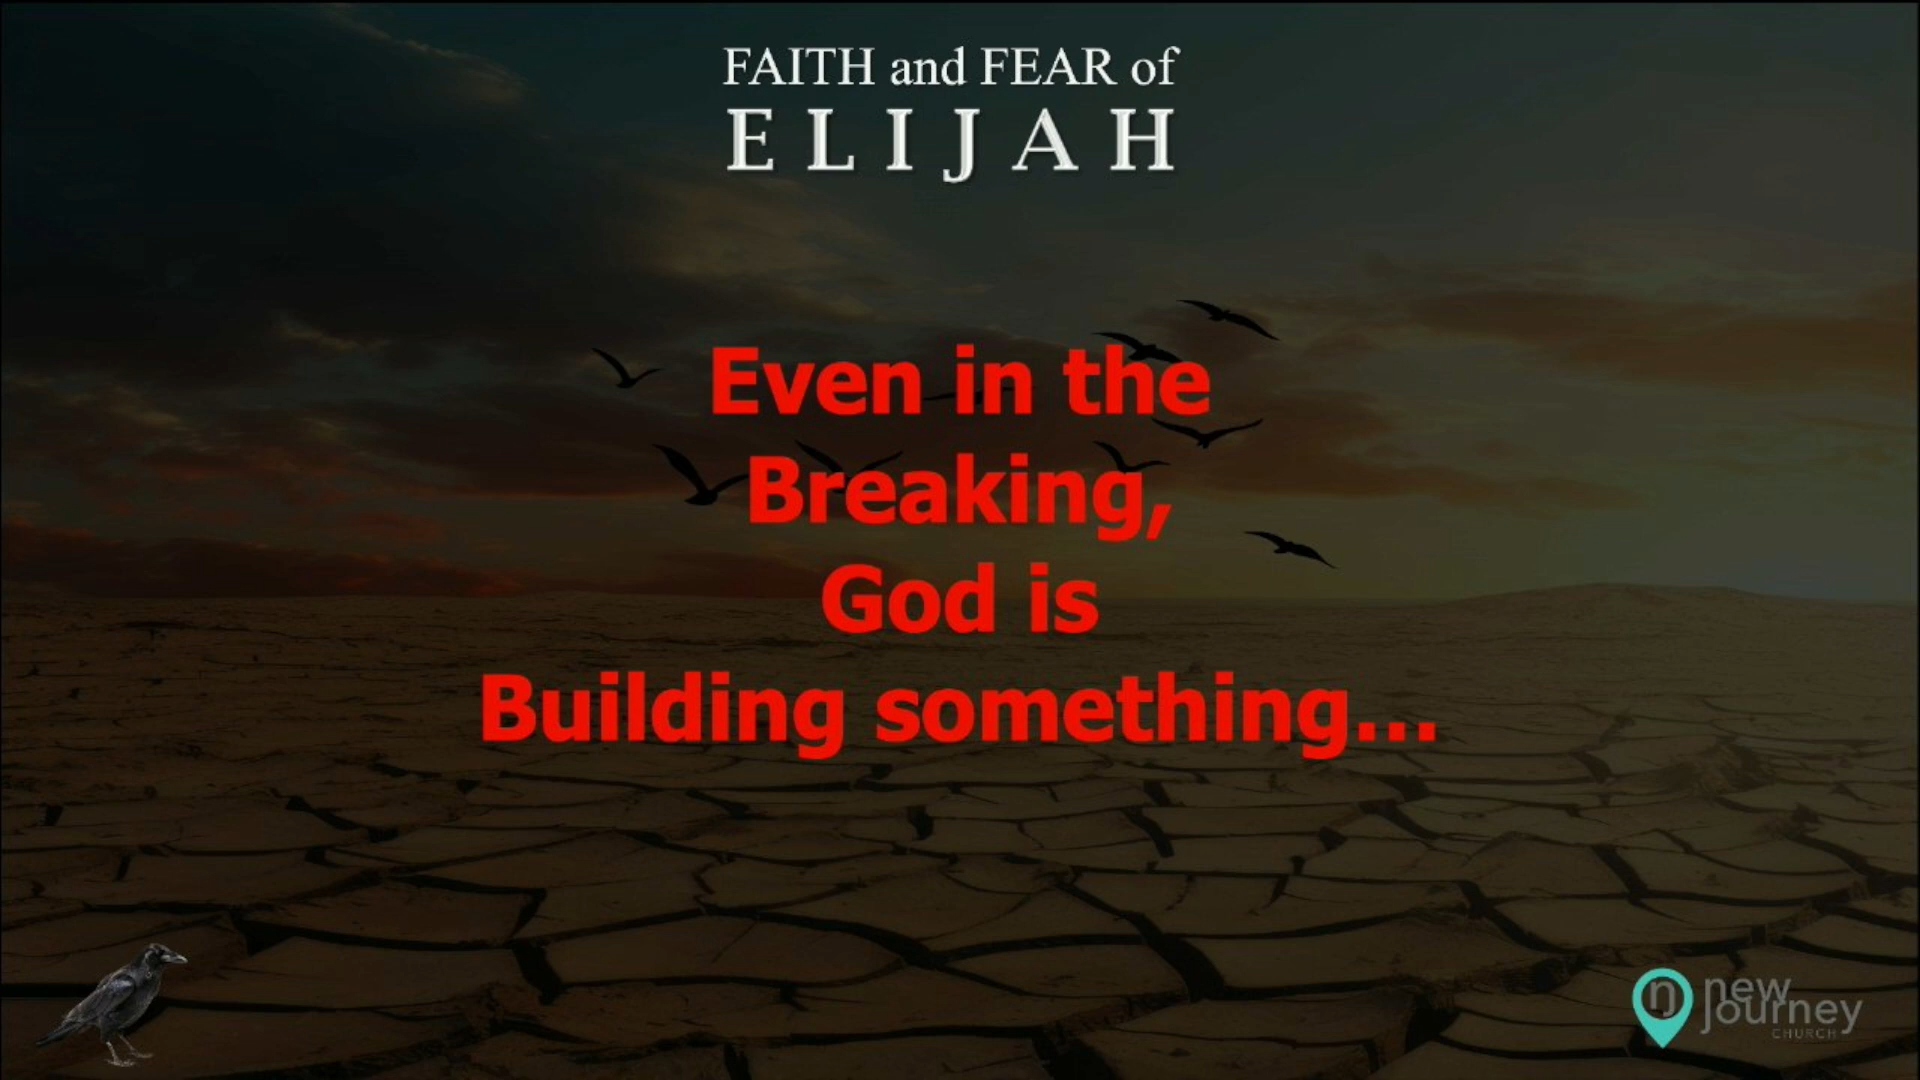 FAITH and FEAR of
ELIJAH
Even in the
Breaking,
God is
Building something...
n new
journey
CHURCH